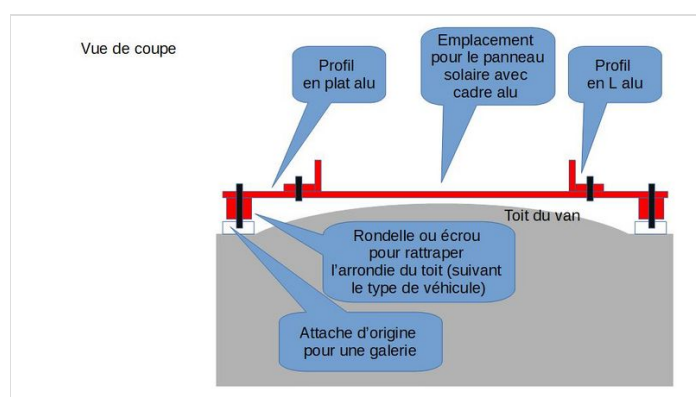 Vue de coupe
Profil
en plat alu
Emplacement
pour le panneau
solaire avec
cadre alu
Profil
en L alu
Toit du van
Rondelle ou écrou
pour rattraper
l’arrondie du toit (suivant
le type de véhicule)
Attache d’origine
pour une galerie